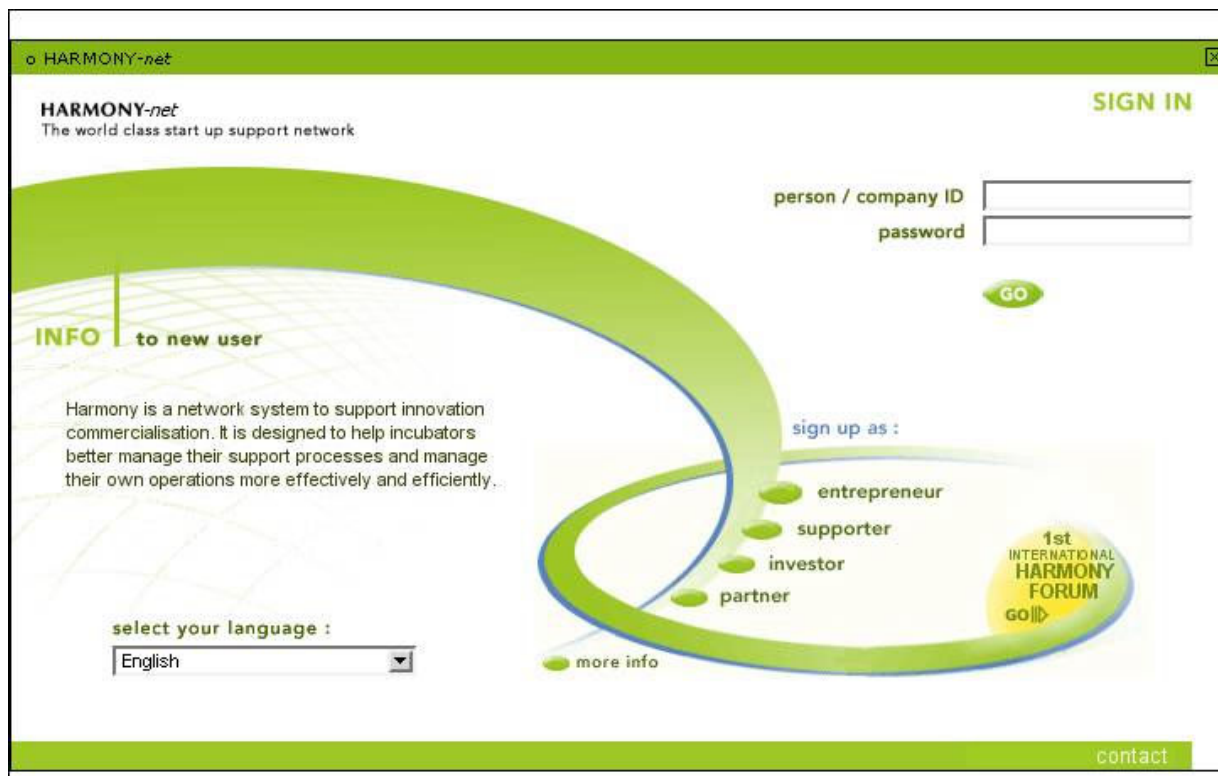 o HARMONY-net
HARMONY-net
The world class start up support network
SIGN IN
person / company ID
password
GO
INFO
to new user
Harmony is a network system to support innovation
commercialisation. It is designed to help incubators
better manage their support processes and manage
their own operations more effectively and efficiently.
sign up as :
entrepreneur
supporter
investor
partner
more info
1st
INTERNATIONAL
HARMONY
FORUM
GO
select your language :
English
contact